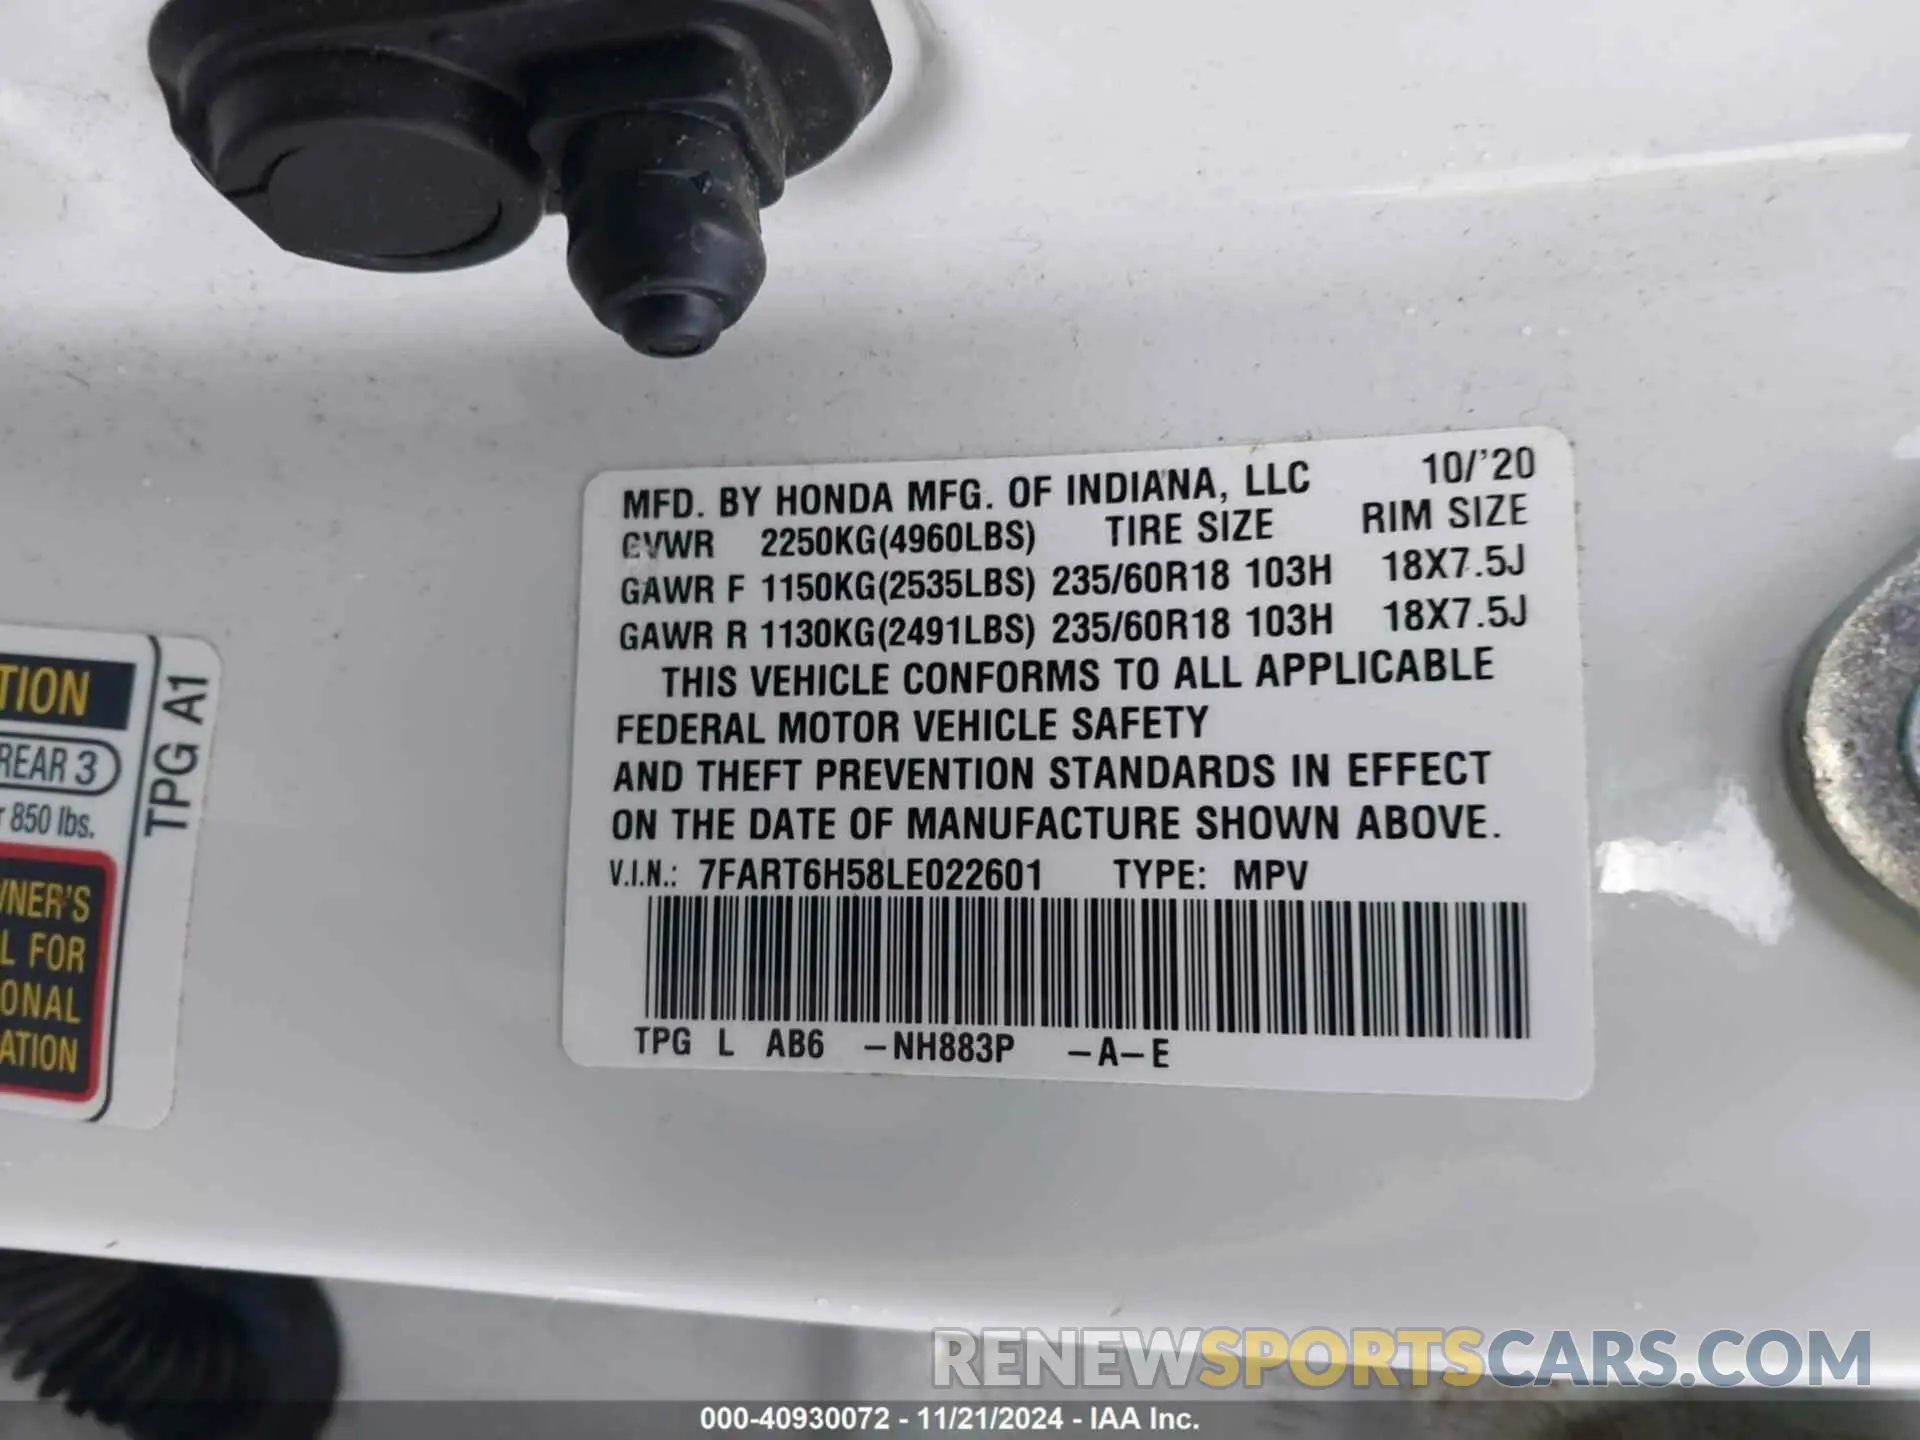 MFD. BY HONDA MFG. OF INDIANA, LLC 10/'20
GVWR 2250KG(4960LBS) TIRE SIZE RIM SIZE
GAWR F 1150KG(2535LBS) 235/60R18 103H 18X7.5J
GAWR R 1130KG(2491LBS) 235/60R18 103H 18X7.5J
THIS VEHICLE CONFORMS TO ALL APPLICABLE
FEDERAL MOTOR VEHICLE SAFETY
AND THEFT PREVENTION STANDARDS IN EFFECT
ON THE DATE OF MANUFACTURE SHOWN ABOVE.
V.I.N.: 7FART6H58LE022601 TYPE: MPV
TPG L AB6 -NH883P -A-E
TION
REAR 3
r 850 lbs.
WNER'S
L FOR
ONAL
ATION
TPG A1
RENEWSPORTSCARS.COM
000-40930072 - 11/21/2024 - IAA Inc.